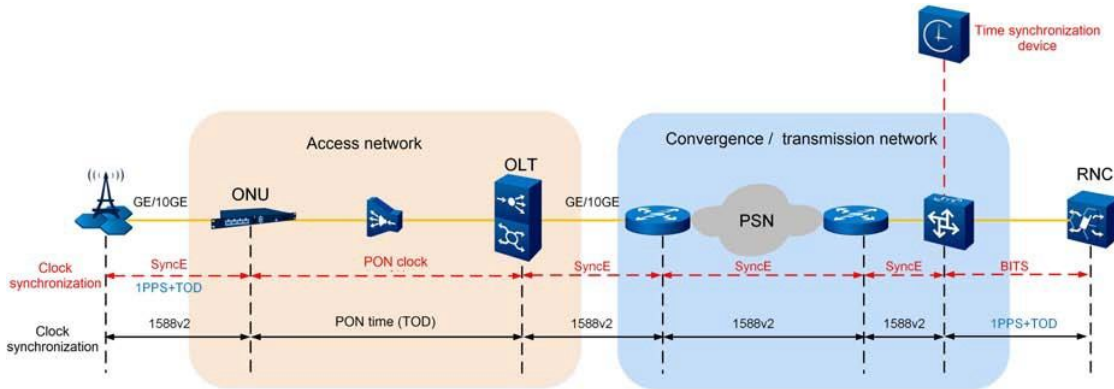 Time synchronization
device
Access network
Convergence / transmission network
OLT
RNC
ONU
GE/10GE
GE/10GE
PSN
Clock
synchronization
SyncE
PON clock
SyncE
SyncE
SyncE
BITS
1PPS+TOD
Clock
synchronization
1588v2
PON time (TOD)
1588v2
1588v2
1588v2
1PPS+TOD